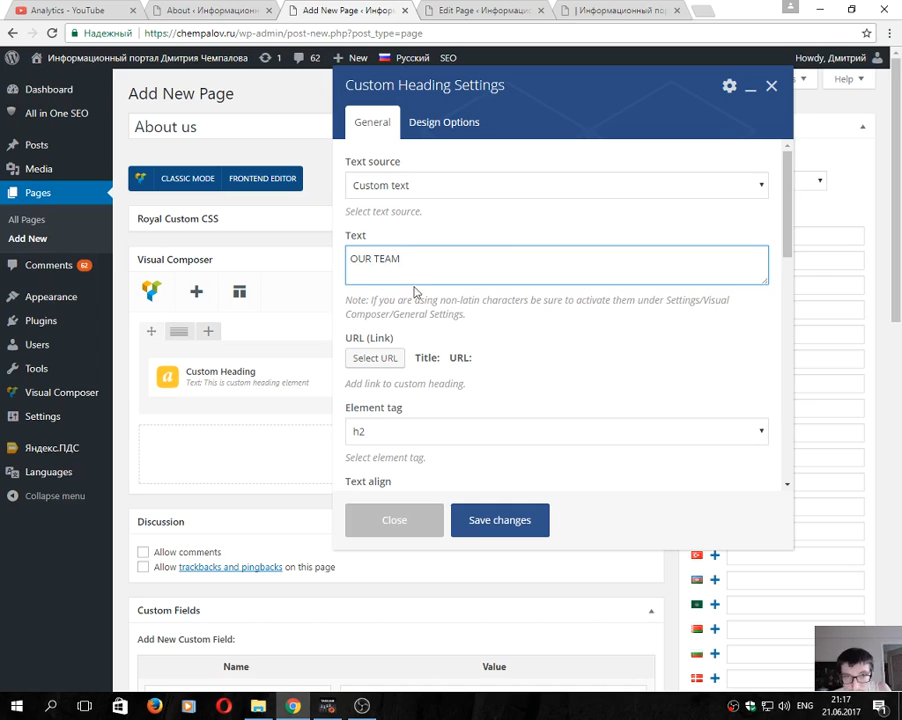 Analytics - YouTube
About ‹ Информационн
Add New Page ‹ Инфор
Edit Page ‹ Информацио
| Информационный по
Надежный
https://chempalov.ru/wp-admin/post-new.php?post_type=page
Информационный портал Дмитрия Чемпалова
1
62
New
Русский
SEO
Howdy, Дмитрий
Dashboard
All in One SEO
Posts
Media
Pages
All Pages
Add New
Comments 62
Appearance
Plugins
Users
Tools
Visual Composer
Settings
Яндекс.ПДС
Languages
Collapse menu
Add New Page
Help
About us
CLASSIC MODE
FRONTEND EDITOR
Royal Custom CSS
Visual Composer
Custom Heading
Text: This is custom heading element
Discussion
Allow comments
Allow trackbacks and pingbacks on this page
Custom Fields
Add New Custom Field:
Name
Value
Custom Heading Settings
General
Design Options
Text source
Custom text
Select text source.
Text
OUR TEAM
Note: If you are using non-latin characters be sure to activate them under Settings/Visual
Composer/General Settings.
URL (Link)
Select URL
Title: URL:
Add link to custom heading.
Element tag
h2
Select element tag.
Text align
Close
Save changes
21:17
21.06.2017
1